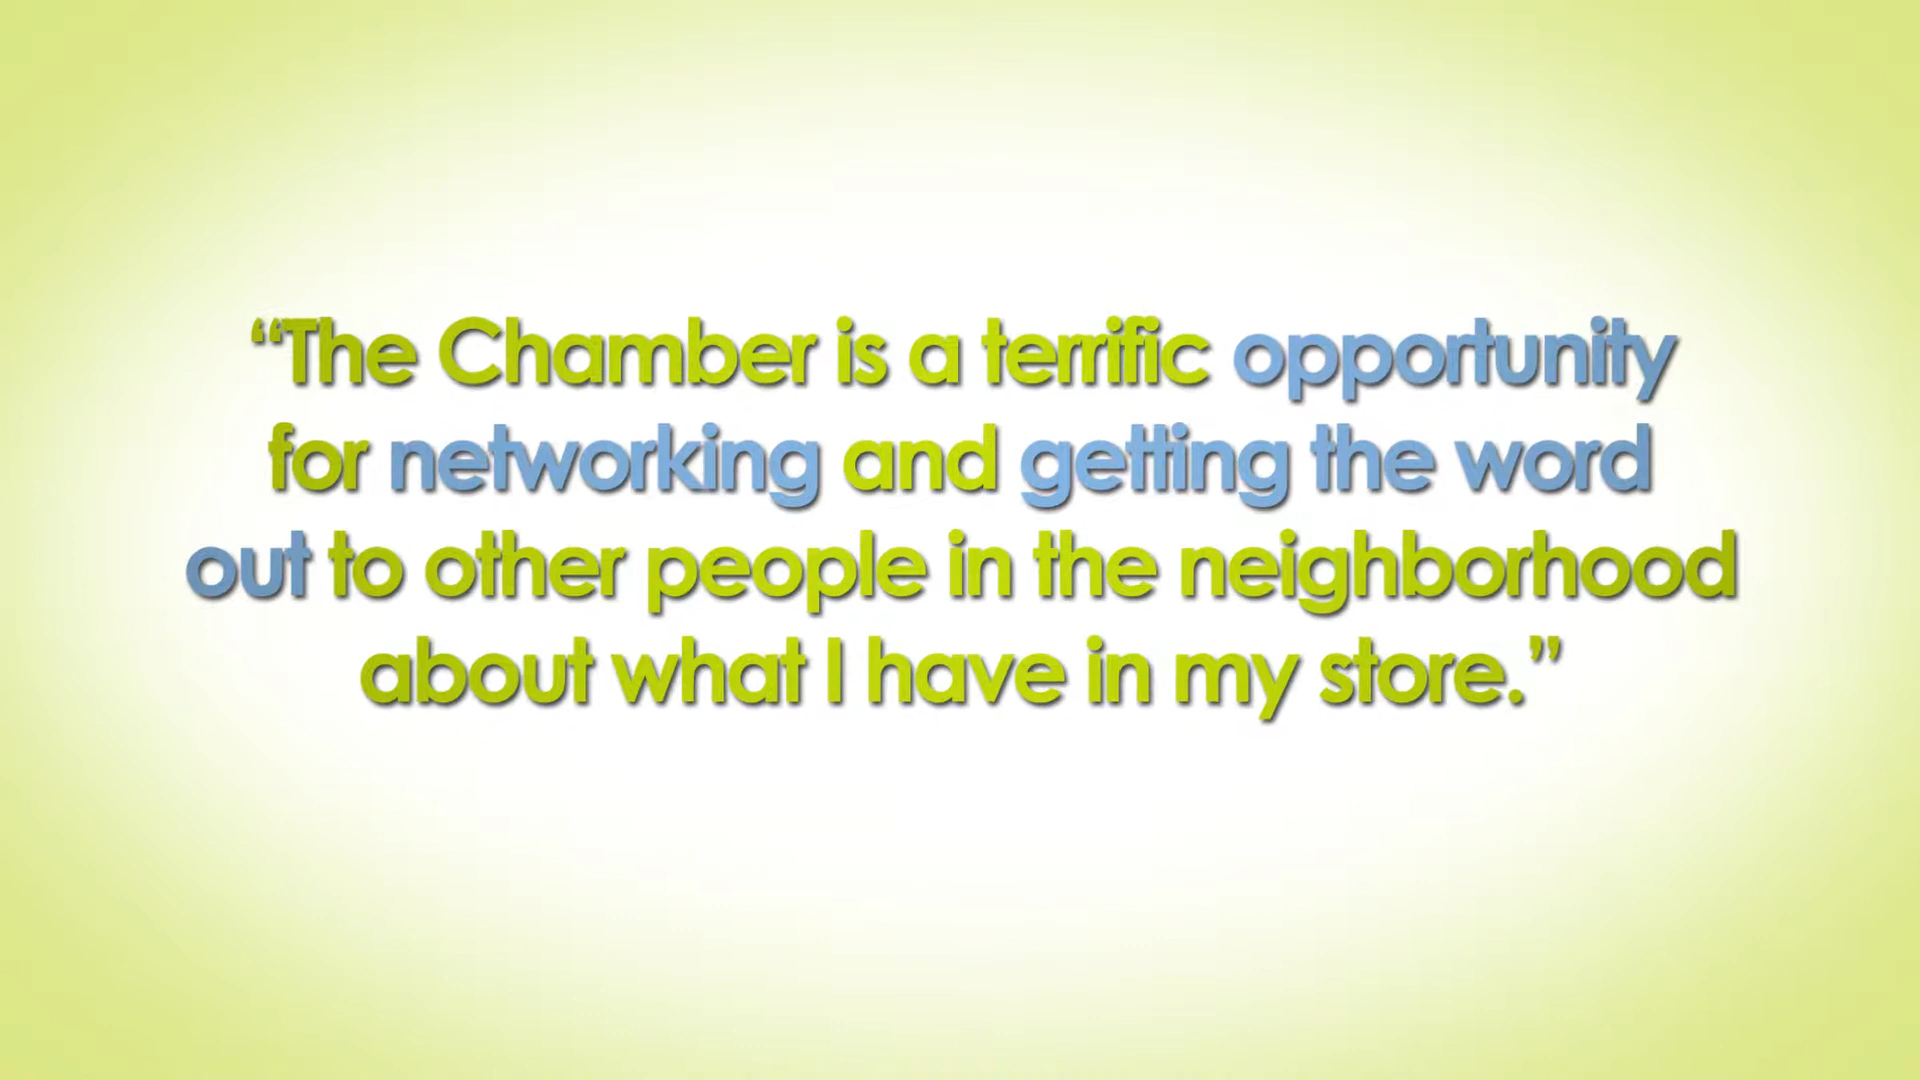 “The Chamber is a terrific opportunity
for networking and getting the word
out to other people in the neighborhood
about what I have in my store.”